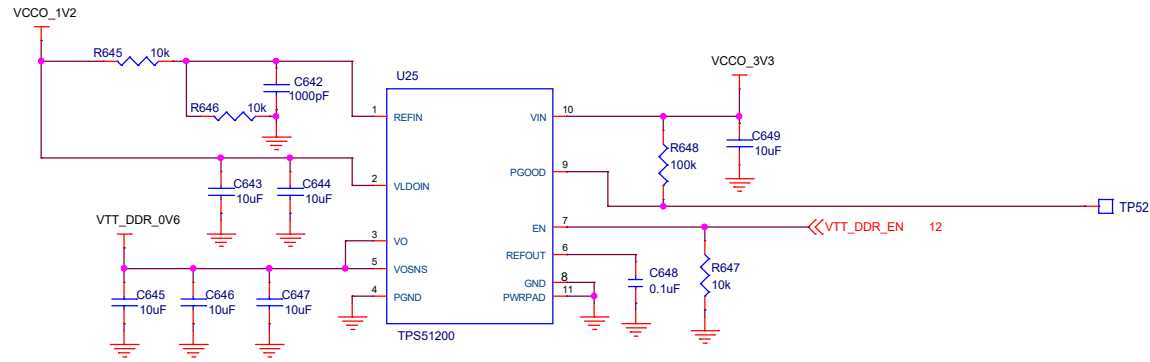 VCCO_1V2
R645 10k
C642
1000pF
R646 10k
U25
1 REFIN
VIN 10
VCCO_3V3
C649
10uF
R648
100k
PGOOD 9
2 VLDOIN
C643
10uF
C644
10uF
TP52
VTT_DDR_0V6
EN 7
VTT_DDR_EN 12
3 VO
REFOUT 6
5 VOSNS
C648
0.1uF
R647
10k
GND 8
4 PGND
PWRPAD 11
C645
10uF
C646
10uF
C647
10uF
TPS51200